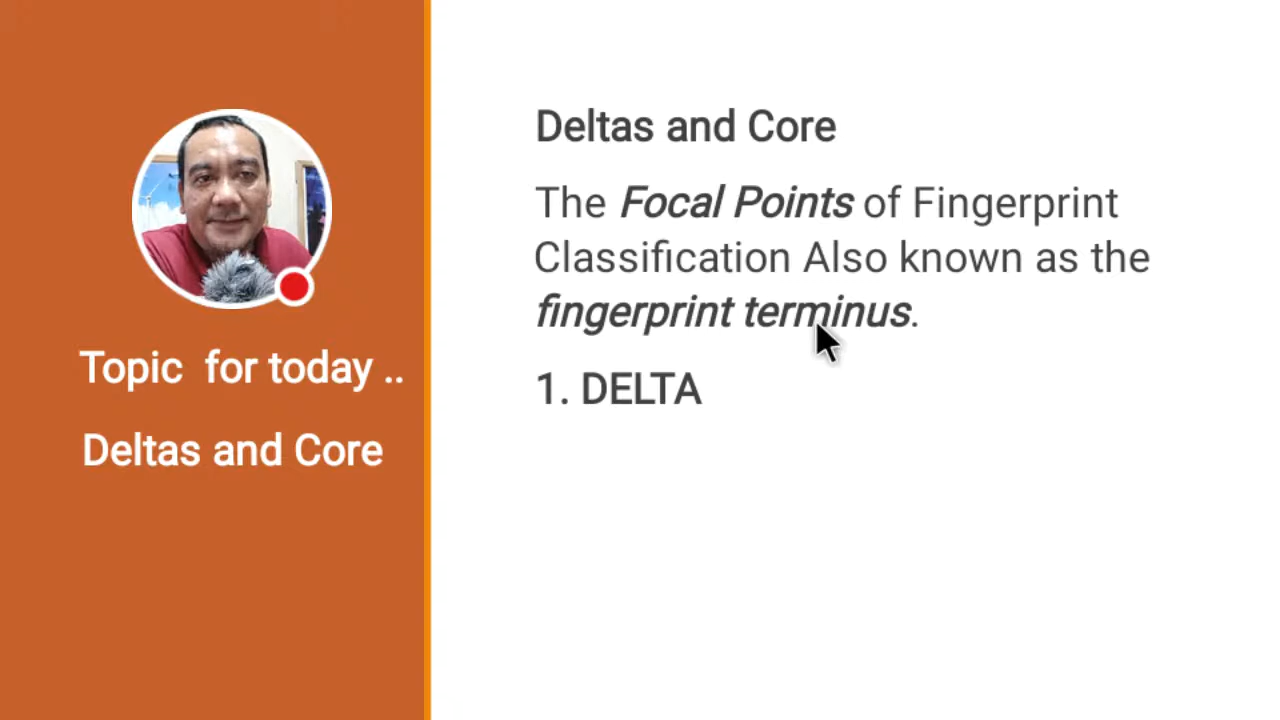 Topic for today ..
Deltas and Core
Deltas and Core
The Focal Points of Fingerprint
Classification Also known as the
fingerprint terminus.
1. DELTA